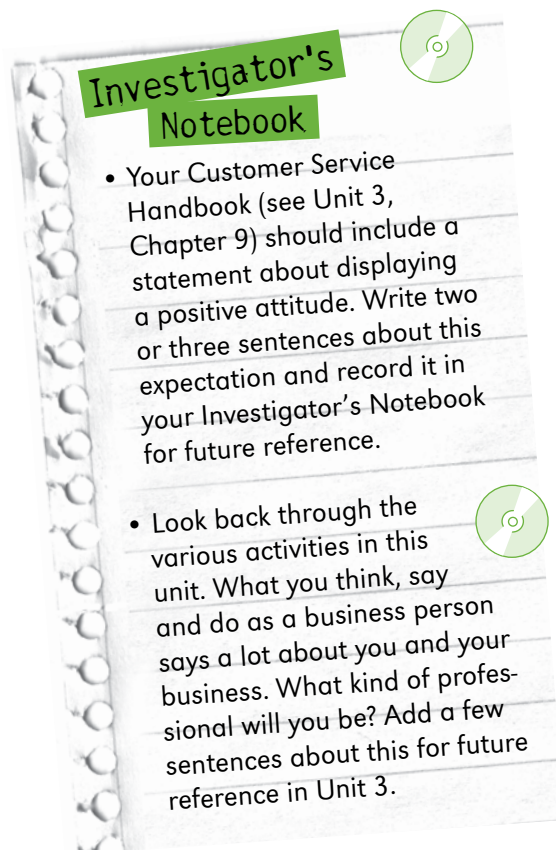 Investigator's
Notebook
• Your Customer Service
Handbook (see Unit 3,
Chapter 9) should include a
statement about displaying
a positive attitude. Write two
or three sentences about this
expectation and record it in
your Investigator’s Notebook
for future reference.
• Look back through the
various activities in this
unit. What you think, say
and do as a business person
says a lot about you and your
business. What kind of profes-
sional will you be? Add a few
sentences about this for future
reference in Unit 3.